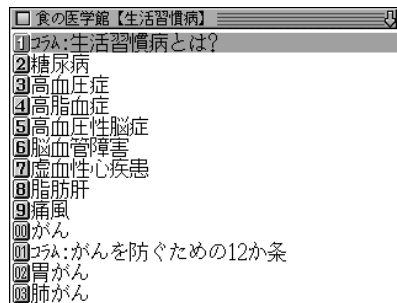 食の医学館【生活習慣病】
1コラム:生活習慣病とは?
2糖尿病
3高血圧症
4高脂血症
5高血圧性脳症
6脳血管障害
7虚血性心疾患
8脂肪肝
9痛風
00がん
01コラム:がんを防ぐための12か条
02胃がん
03肺がん